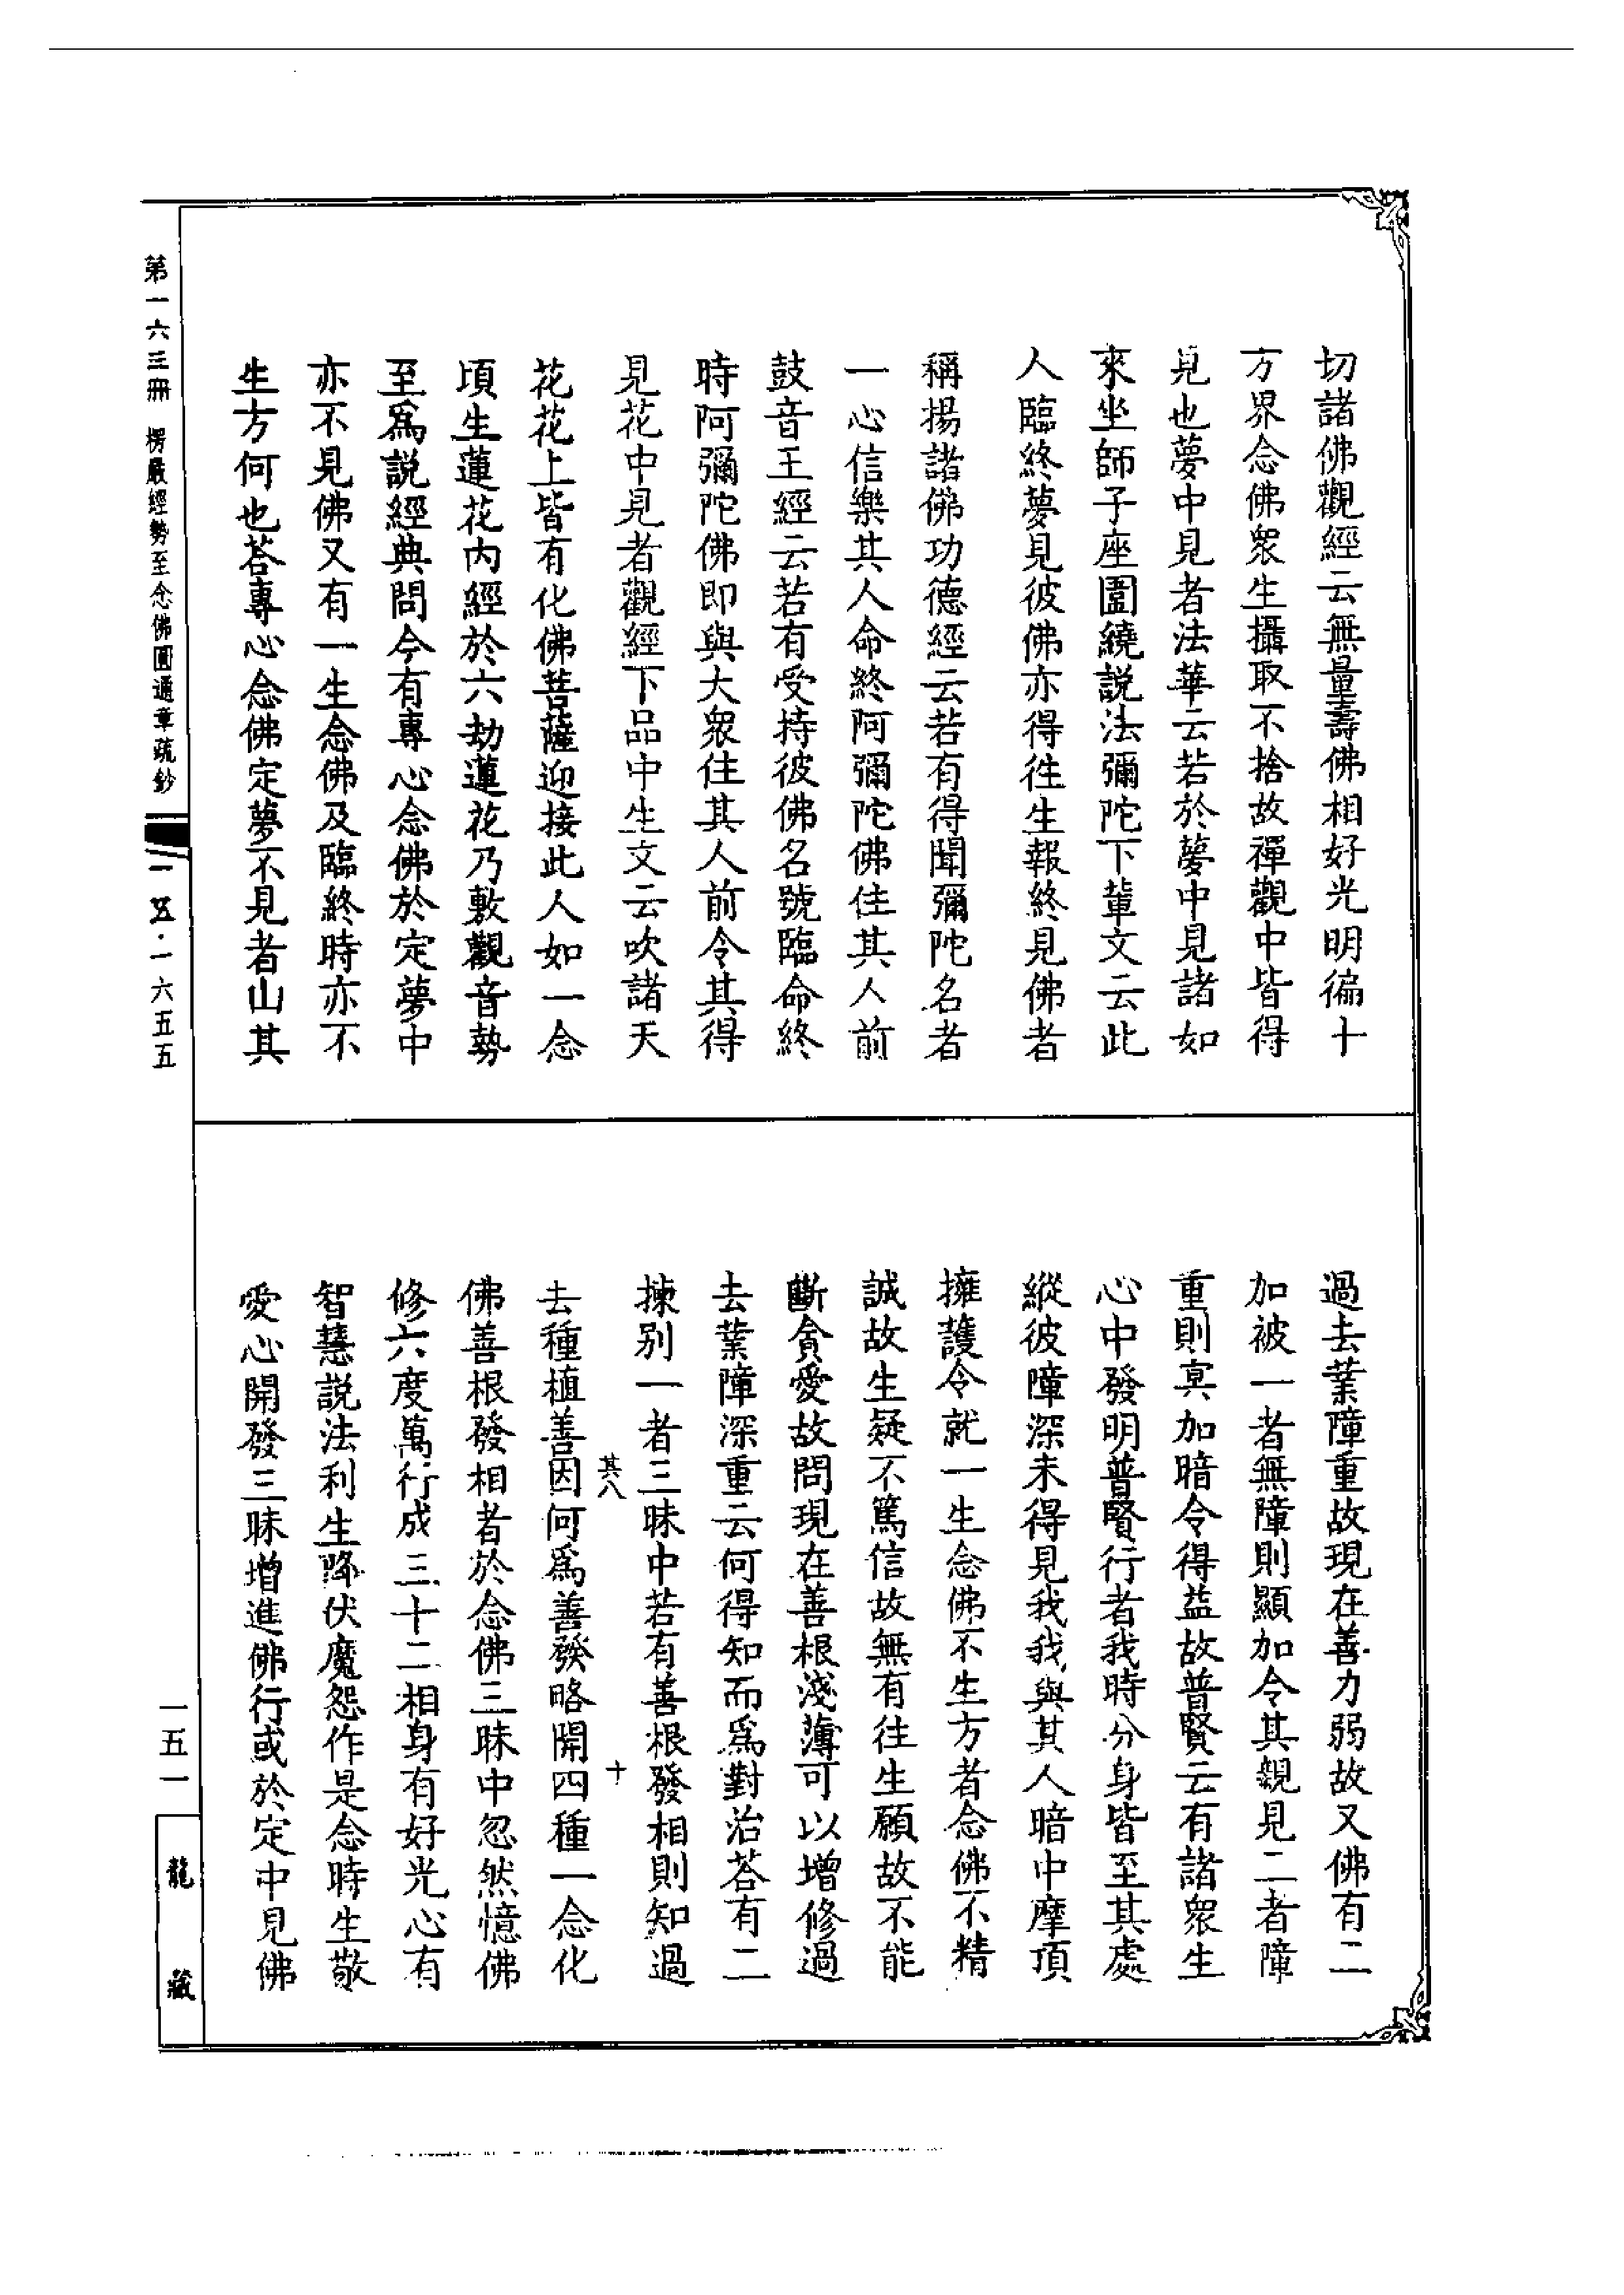 切諸佛觀經云無量壽佛相好光明徧十
方界念佛衆生攝取不捨故禪觀中皆得
見也夢中見者法華云若於夢中見諸如
來坐師子座圍繞説法彌陀下輩文云此
人臨終夢見彼佛亦得徃生報終見佛者
稱揚諸佛功德經云若有得聞彌陀名者
一心信樂其人命終阿彌陀佛住其人前
鼓音王經云若有受持彼佛名號臨命終
時阿彌陀佛即與大衆住其人前令其得
見花中見者觀經下品中生文云吹諸天
花花上皆有化佛菩薩迎接此人如一念
頃生蓮花内經於六劫蓮花乃敷觀音勢
至爲説經典問今有專心念佛於定夢中
亦不見佛又有一生念佛及臨終時亦不
生方何也荅專心念佛定夢不見者山其
過去葉障重故現在善力弱故又佛有二
加被一者無障則顯加令其親見二者障
重則冥加暗令得益故普賢云有諸衆生
心中發明普賢行者我時分身皆至其處
縱彼障深未得見我我與其人暗中摩頂
擁護令就一生念佛不生方者念佛不精
誠故生疑不篤信故無有往生願故不能
斷貪愛故問現在善根淺薄可以增修過
去葉障深重云何得知而爲對治荅有二
揀别一者三昧中若有善根發相則知過
其八　十
去種植善因何爲善發略開四種一念化
佛善根發相者於念佛三昧中忽然憶佛
修六度萬行成三十二相身有好光心有
智慧説法利生降伏魔怨作是念時生敬
愛心開發三昧增進佛行或於定中見佛
第一六三冊　楞嚴經勢至念佛圓通章疏鈔
一五·一六五五
一五一
龍藏